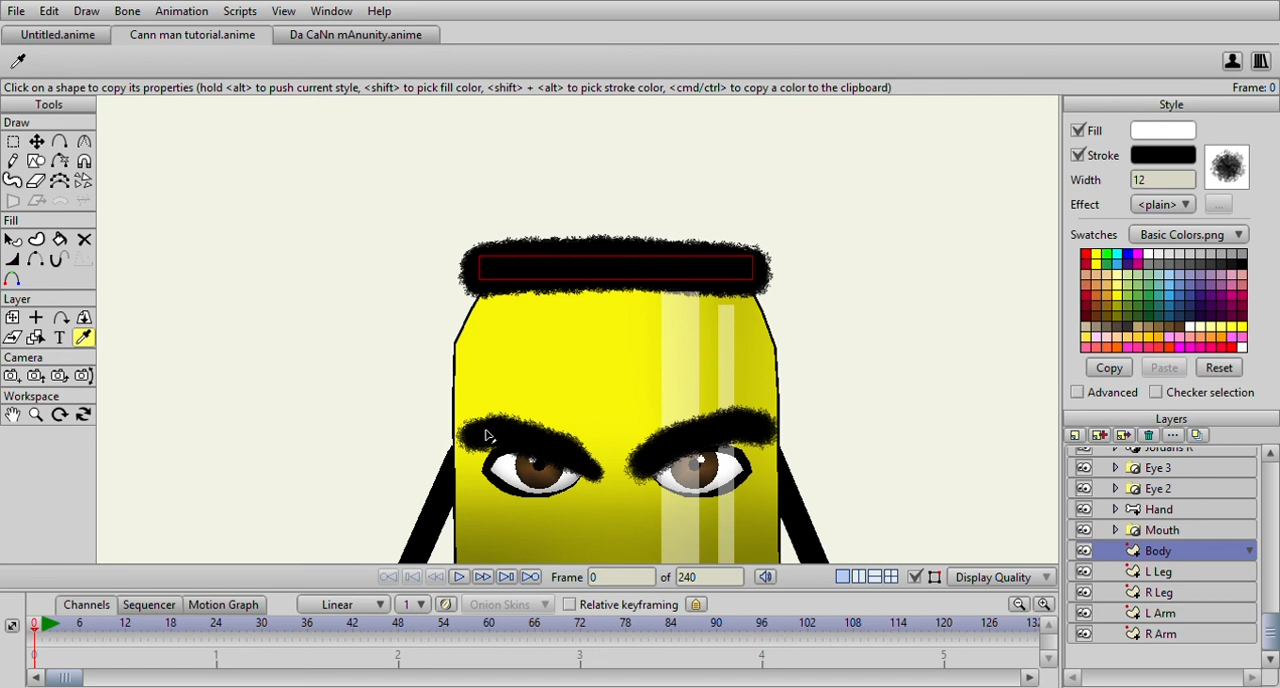 File Edit Draw Bone Animation Scripts View Window Help
Untitled.anime Cann man tutorial.anime Da CaNn mAnunity.anime
Click on a shape to copy its properties (hold <alt> to push current style, <shift> to pick fill color, <shift> + <alt> to pick stroke color, <cmd/ctrl> to copy a color to the clipboard) Frame: 0
Tools
Draw
Fill
Layer
Camera
Workspace
Style
Fill
Stroke
Width 12
Effect <plain> ...
Swatches Basic Colors.png
Copy Paste Reset
Advanced Checker selection
Layers
Eye 3
Eye 2
Hand
Mouth
Body
L Leg
R Leg
L Arm
R Arm
Frame 0 of 240 Display Quality
Channels Sequencer Motion Graph Linear 1 Onion Skins Relative keyframing
0 6 12 18 24 30 36 42 48 54 60 66 72 78 84 90 96 102 108 114 120 126
0 1 2 3 4 5